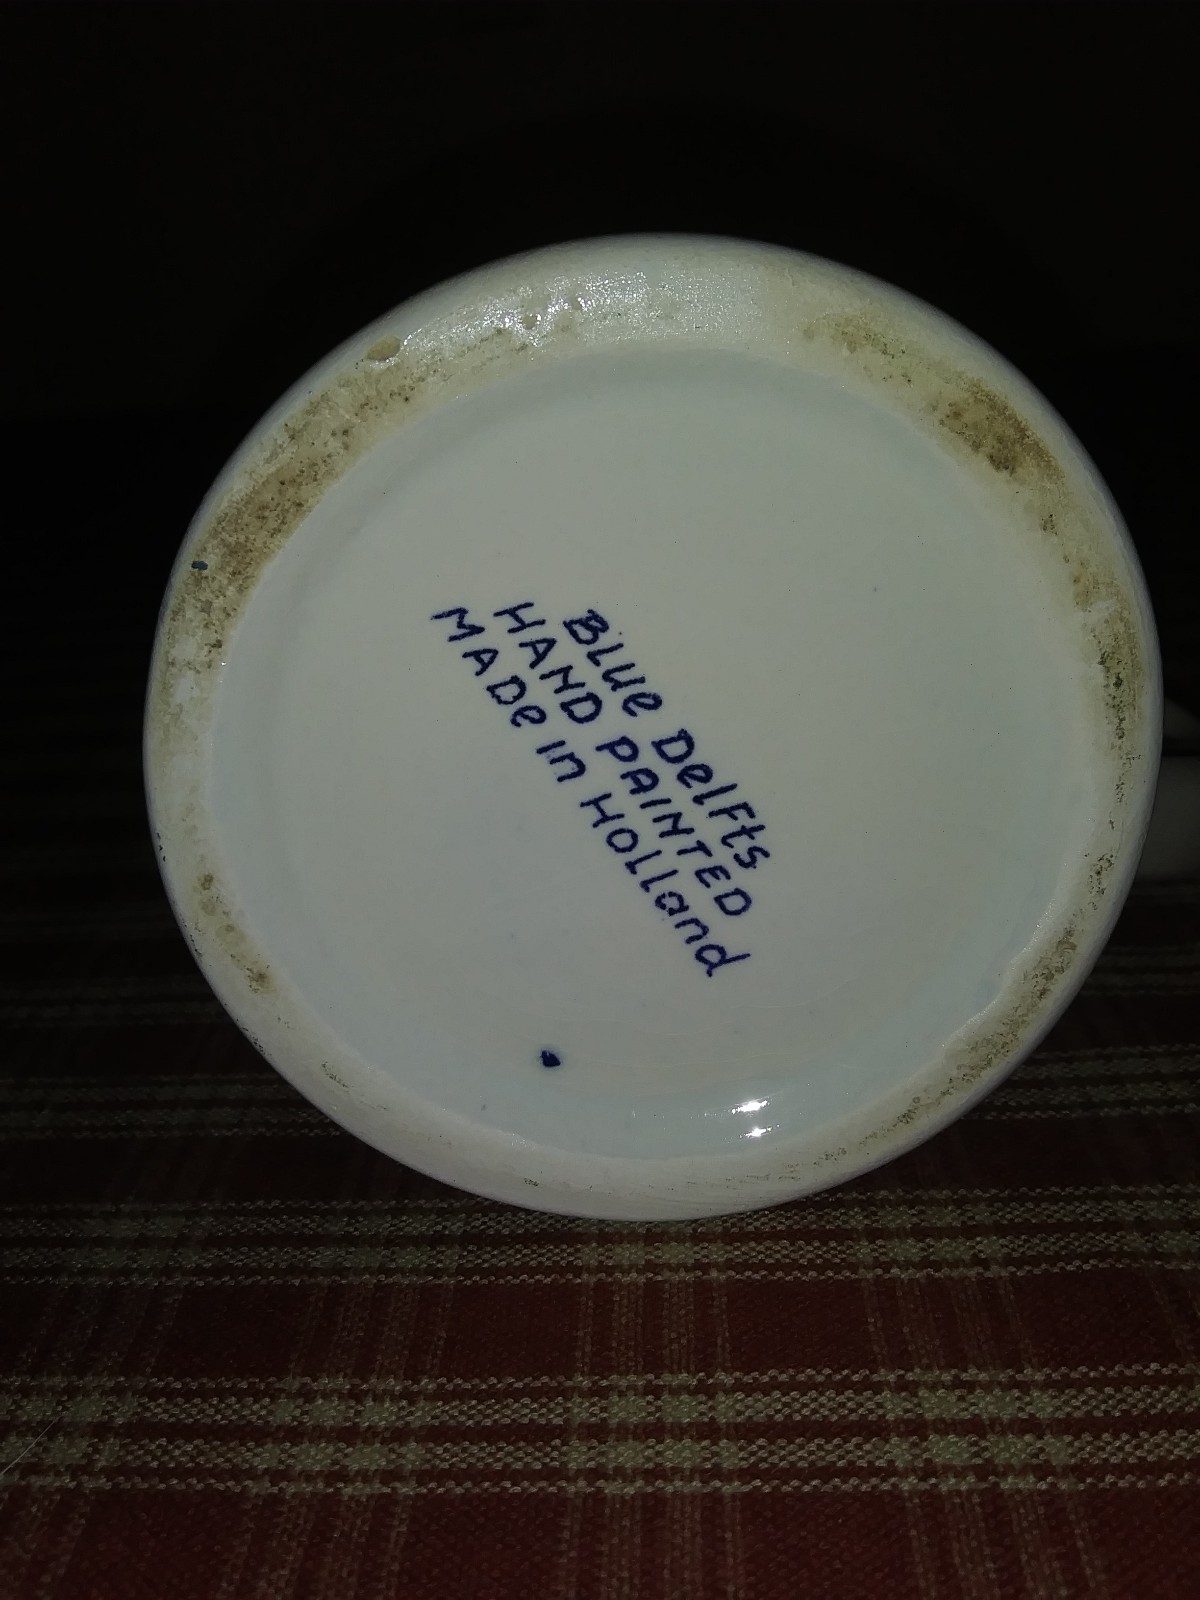 BLue DelFts
HAND PAINTED
MADe in HOlland